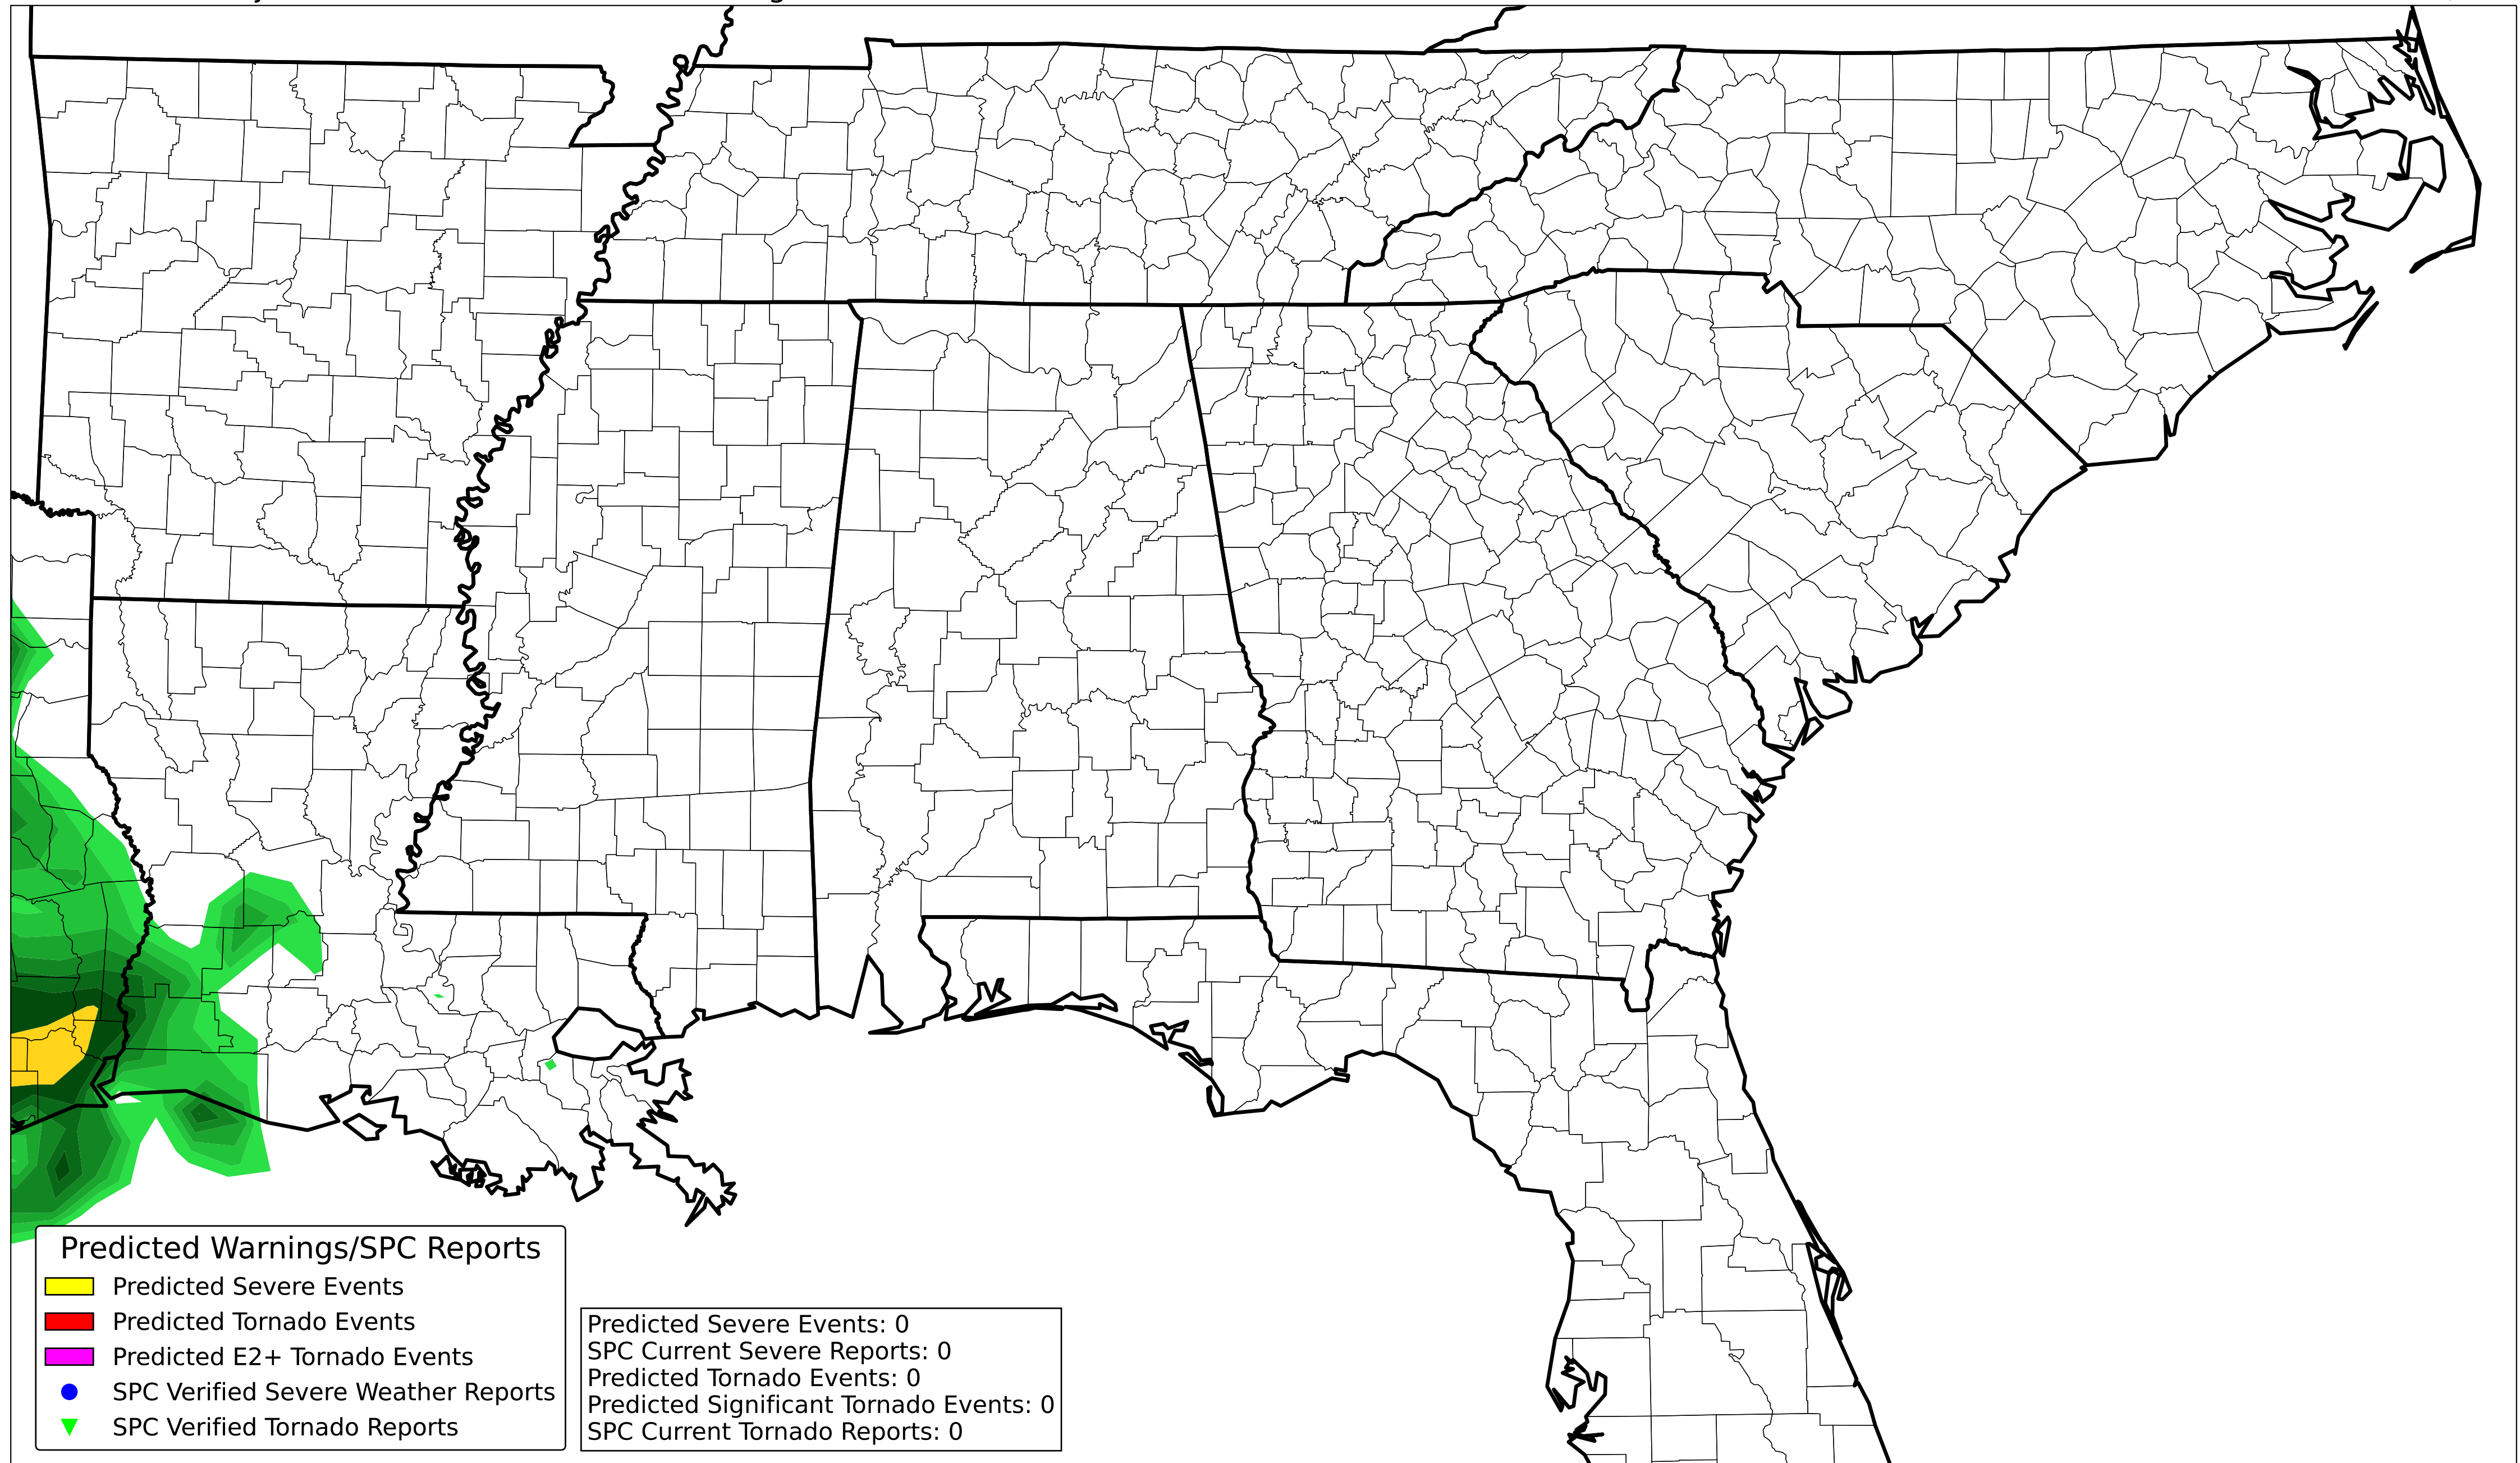 Predicted Warnings/SPC Reports
Predicted Severe Events
Predicted Tornado Events
Predicted E2+ Tornado Events
SPC Verified Severe Weather Reports
SPC Verified Tornado Reports
Predicted Severe Events: 0
SPC Current Severe Reports: 0
Predicted Tornado Events: 0
Predicted Significant Tornado Events: 0
SPC Current Tornado Reports: 0